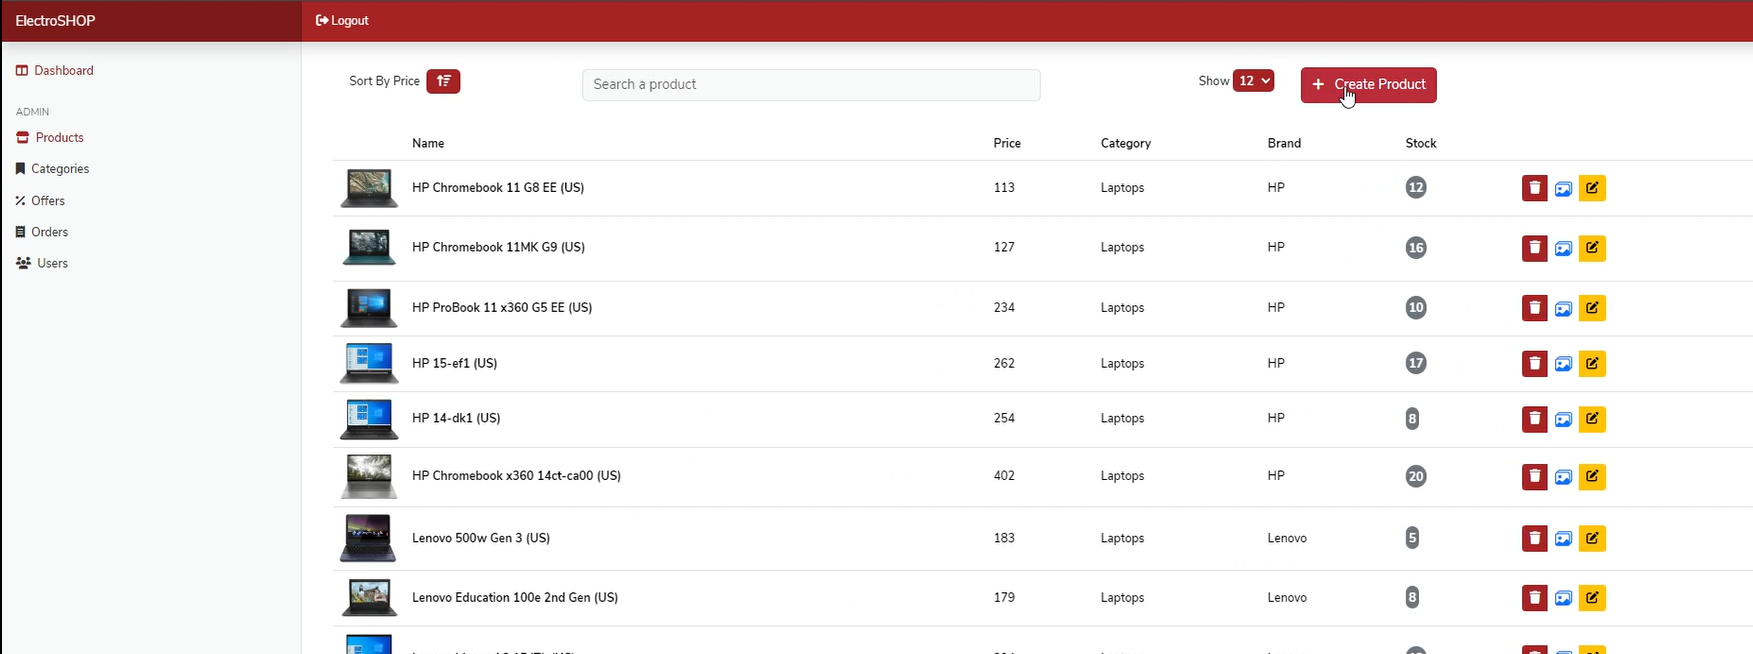 ElectroSHOP
Logout
Dashboard
ADMIN
Products
Categories
Offers
Orders
Users
Sort By Price
Search a product
Show 12
+ Create Product
Name Price Category Brand Stock
HP Chromebook 11 G8 EE (US) 113 Laptops HP 12
HP Chromebook 11MK G9 (US) 127 Laptops HP 16
HP ProBook 11 x360 G5 EE (US) 234 Laptops HP 10
HP 15-ef1 (US) 262 Laptops HP 17
HP 14-dk1 (US) 254 Laptops HP 8
HP Chromebook x360 14ct-ca00 (US) 402 Laptops HP 20
Lenovo 500w Gen 3 (US) 183 Laptops Lenovo 5
Lenovo Education 100e 2nd Gen (US) 179 Laptops Lenovo 8